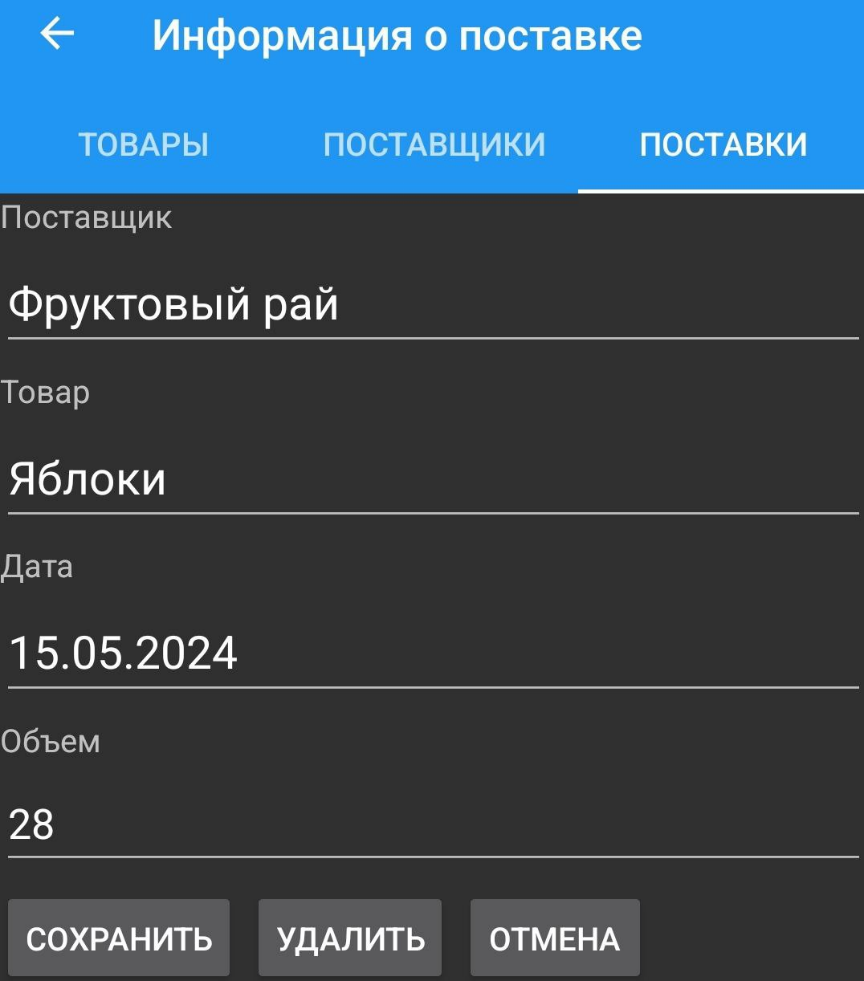 Информация о поставке
ТОВАРЫ ПОСТАВЩИКИ ПОСТАВКИ
Поставщик
Фруктовый рай
Товар
Яблоки
Дата
15.05.2024
Объем
28
СОХРАНИТЬ УДАЛИТЬ ОТМЕНА